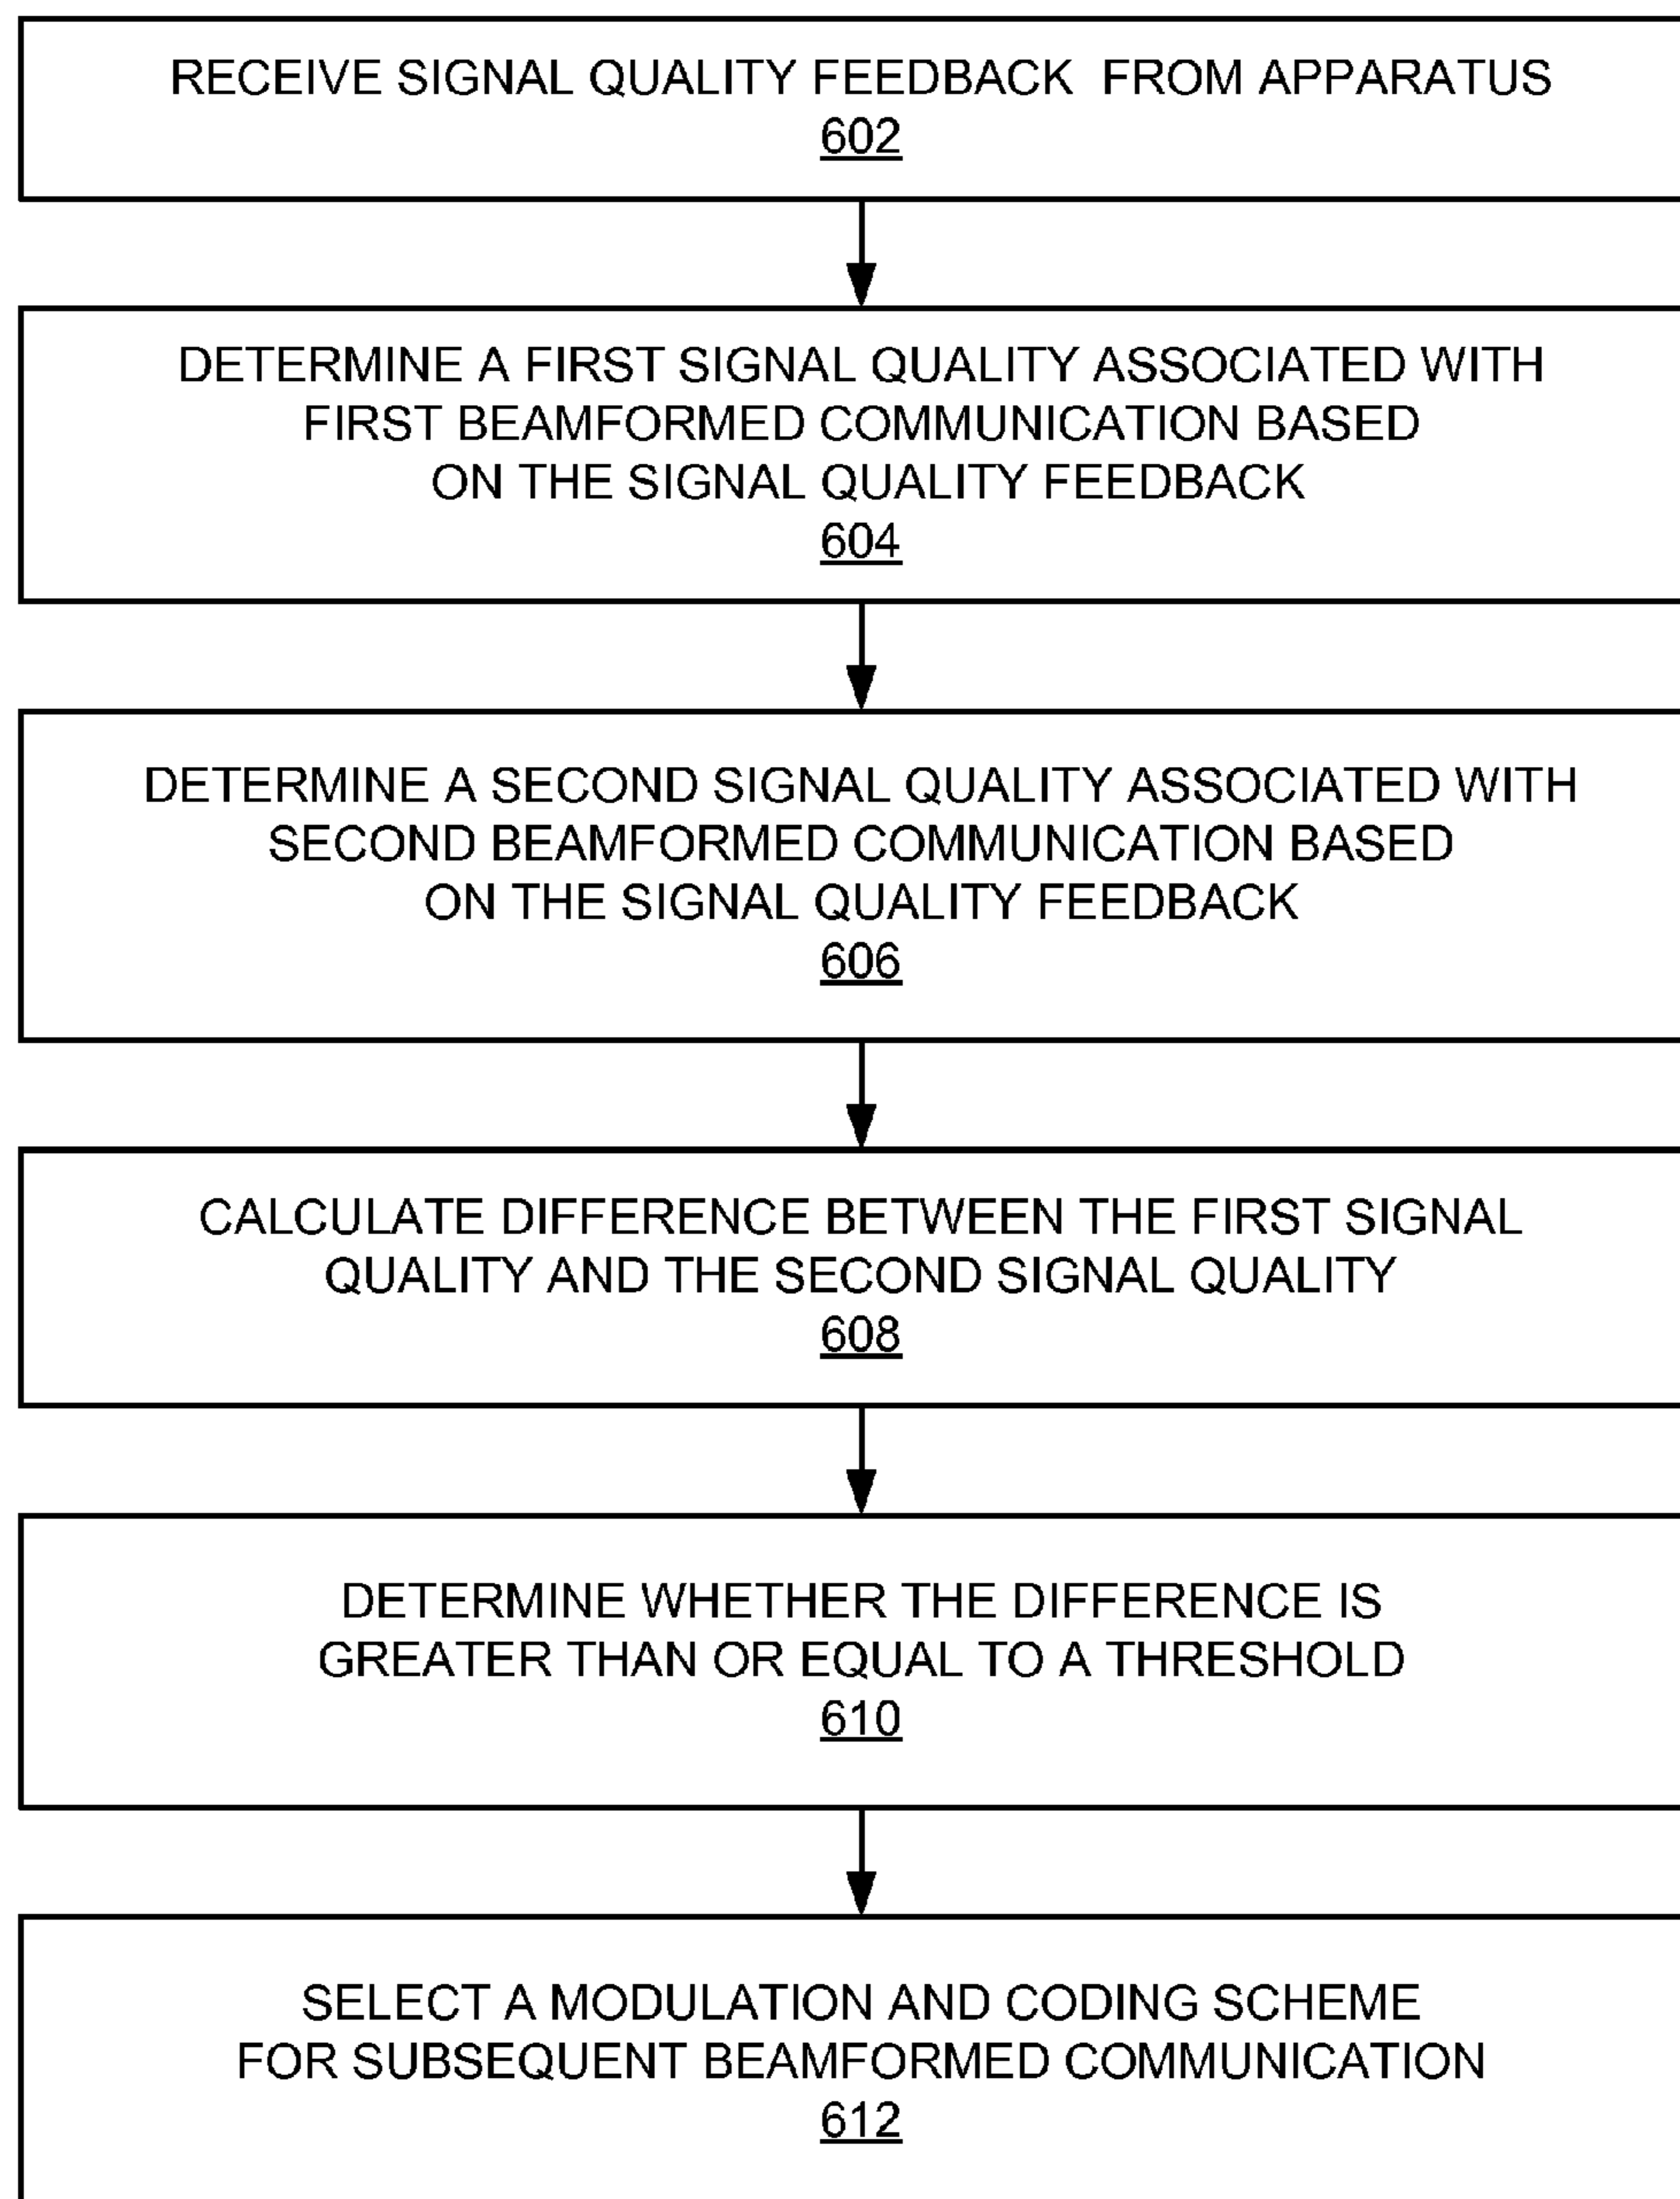 RECEIVE SIGNAL QUALITY FEEDBACK FROM APPARATUS
602
DETERMINE A FIRST SIGNAL QUALITY ASSOCIATED WITH
FIRST BEAMFORMED COMMUNICATION BASED
ON THE SIGNAL QUALITY FEEDBACK
604
DETERMINE A SECOND SIGNAL QUALITY ASSOCIATED WITH
SECOND BEAMFORMED COMMUNICATION BASED
ON THE SIGNAL QUALITY FEEDBACK
606
CALCULATE DIFFERENCE BETWEEN THE FIRST SIGNAL
QUALITY AND THE SECOND SIGNAL QUALITY
608
DETERMINE WHETHER THE DIFFERENCE IS
GREATER THAN OR EQUAL TO A THRESHOLD
610
SELECT A MODULATION AND CODING SCHEME
FOR SUBSEQUENT BEAMFORMED COMMUNICATION
612